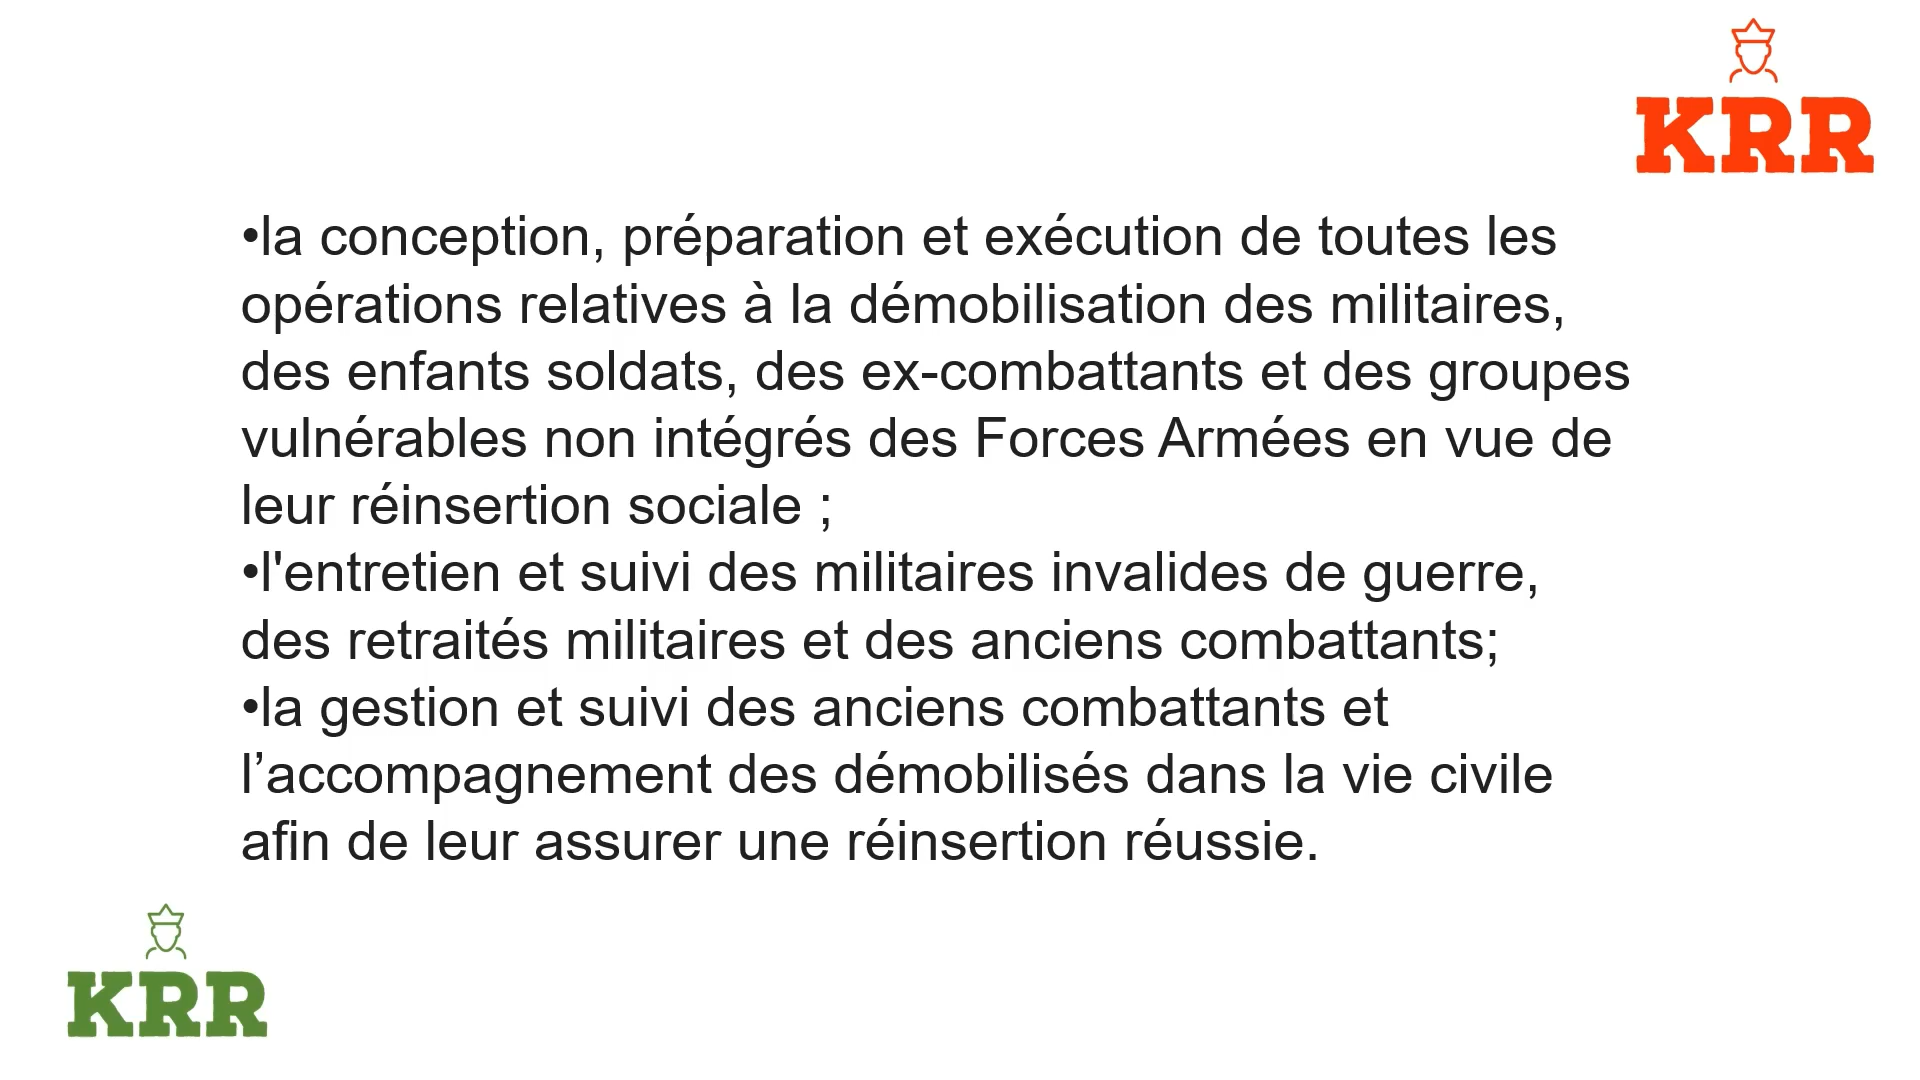 KRR
•la conception, préparation et exécution de toutes les
opérations relatives à la démobilisation des militaires,
des enfants soldats, des ex-combattants et des groupes
vulnérables non intégrés des Forces Armées en vue de
leur réinsertion sociale ;
•l'entretien et suivi des militaires invalides de guerre,
des retraités militaires et des anciens combattants;
•la gestion et suivi des anciens combattants et
l’accompagnement des démobilisés dans la vie civile
afin de leur assurer une réinsertion réussie.
KRR